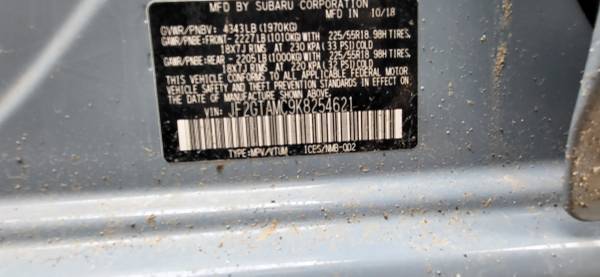 MFD BY SUBARU CORPORATION
MFD IN 10/18
GVWR/PNBV: 4343LB (1970KG)
GAWR/PNBE:FRONT- 2227LB(1010KG)WITH 225/55R18 98H TIRES,
18X7J RIMS AT 230 KPA(33 PSI)COLD
GAWR/PNBE:REAR - 2205LB(1000KG)WITH 225/55R18 98H TIRES,
18X7J RIMS AT 220 KPA(32 PSI)COLD
VEHICLE CONFORMS TO ALL APPLICABLE FEDERAL MOTOR
VEHICLE SAFETY AND THEFT PREVENTION STANDARDS IN EFFECT
ON THE DATE OF MANUFACTURE SHOWN ABOVE.
VIN: JF2GTAMC9K8254621
TYPE:MPV/VTUM ICES/NMB-002